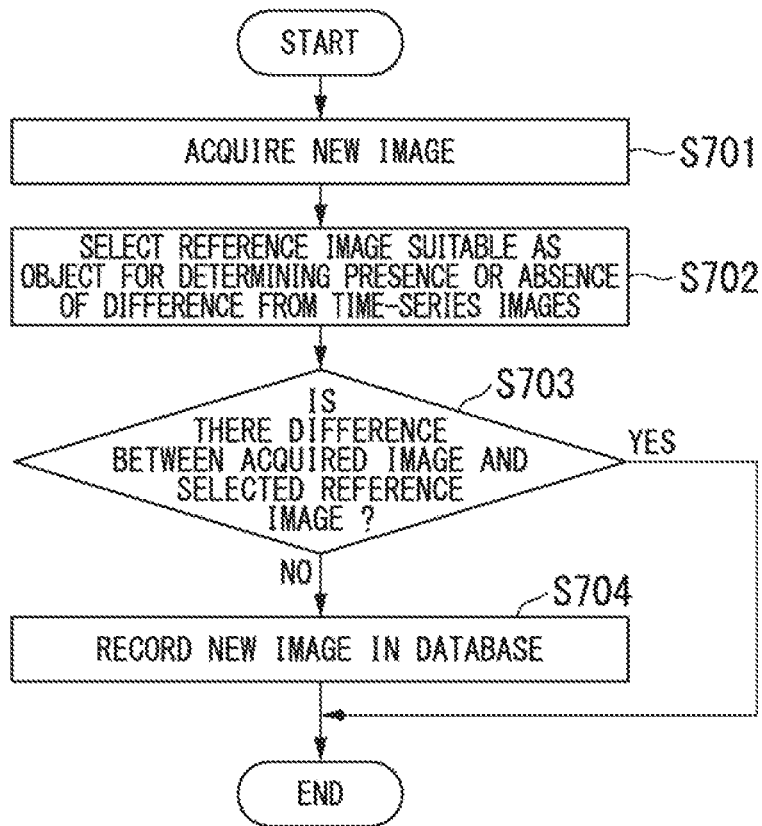 START
ACQUIRE NEW IMAGE
S701
SELECT REFERENCE IMAGE SUITABLE AS
OBJECT FOR DETERMINING PRESENCE OR ABSENCE
OF DIFFERENCE FROM TIME-SERIES IMAGES
S702
S703
IS
THERE DIFFERENCE
BETWEEN ACQUIRED IMAGE AND
SELECTED REFERENCE
IMAGE ?
YES
NO
S704
RECORD NEW IMAGE IN DATABASE
END